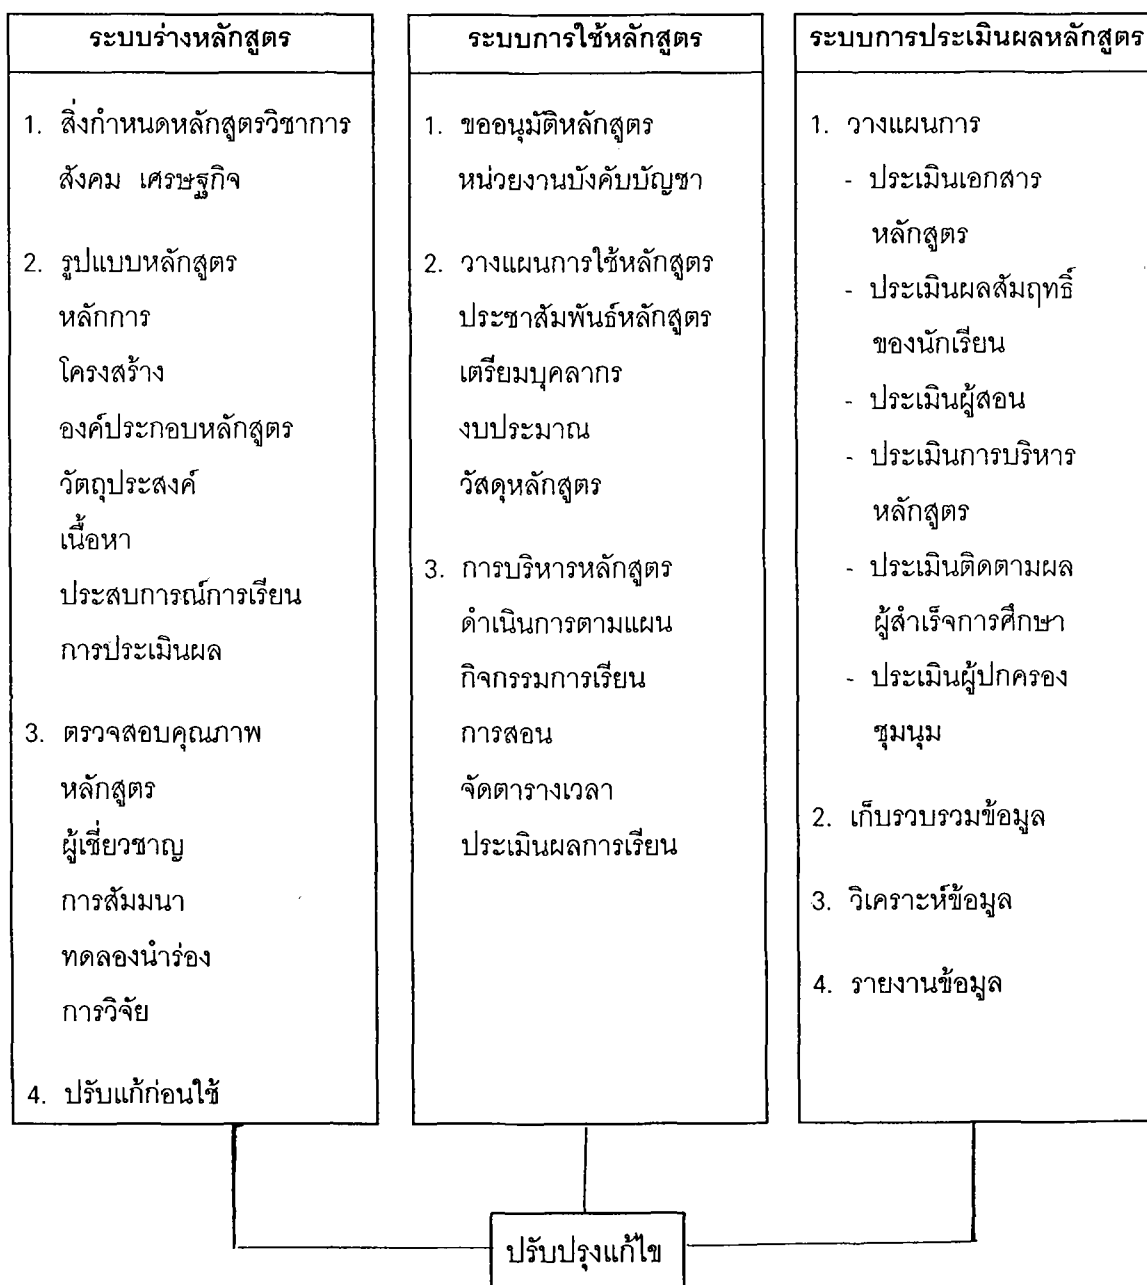 ระบบร่างหลักสูตร
1. สิ่งกำหนดหลักสูตรวิชาการ
สังคม เศรษฐกิจ
2. รูปแบบหลักสูตร
หลักการ
โครงสร้าง
องค์ประกอบหลักสูตร
วัตถุประสงค์
เนื้อหา
ประสบการณ์การเรียน
การประเมินผล
3. ตรวจสอบคุณภาพ
หลักสูตร
ผู้เชี่ยวชาญ
การสัมมนา
ทดลองนำร่อง
การวิจัย
4. ปรับแก้ก่อนใช้
ระบบการใช้หลักสูตร
1. ขออนุมัติหลักสูตร
หน่วยงานบังคับบัญชา
2. วางแผนการใช้หลักสูตร
ประชาสัมพันธ์หลักสูตร
เตรียมบุคลากร
งบประมาณ
วัสดุหลักสูตร
3. การบริหารหลักสูตร
ดำเนินการตามแผน
กิจกรรมการเรียน
การสอน
จัดตารางเวลา
ประเมินผลการเรียน
ระบบการประเมินผลหลักสูตร
1. วางแผนการ
- ประเมินเอกสาร
หลักสูตร
- ประเมินผลสัมฤทธิ์
ของนักเรียน
- ประเมินผู้สอน
- ประเมินการบริหาร
หลักสูตร
- ประเมินติดตามผล
ผู้สำเร็จการศึกษา
- ประเมินผู้ปกครอง
ชุมนุม
2. เก็บรวบรวมข้อมูล
3. วิเคราะห์ข้อมูล
4. รายงานข้อมูล
ปรับปรุงแก้ไข